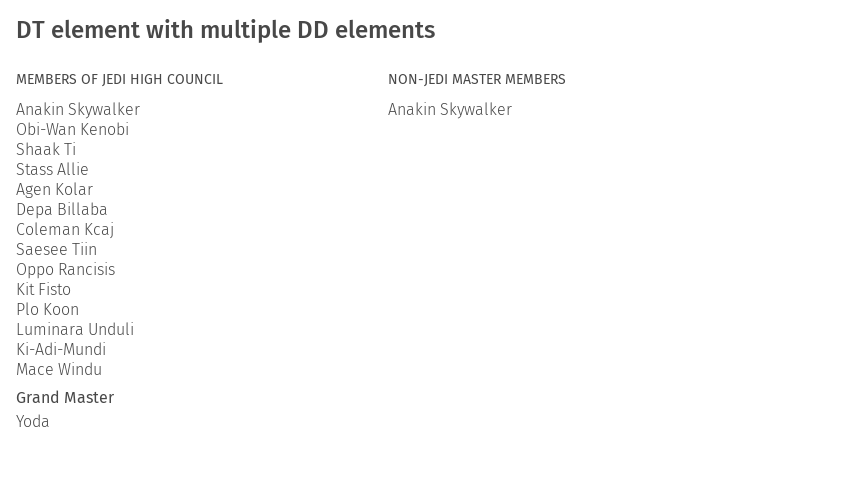 DT element with multiple DD elements
MEMBERS OF JEDI HIGH COUNCIL
Anakin Skywalker
Obi-Wan Kenobi
Shaak Ti
Stass Allie
Agen Kolar
Depa Billaba
Coleman Kcaj
Saesee Tiin
Oppo Rancisis
Kit Fisto
Plo Koon
Luminara Unduli
Ki-Adi-Mundi
Mace Windu
Grand Master
Yoda
NON-JEDI MASTER MEMBERS
Anakin Skywalker